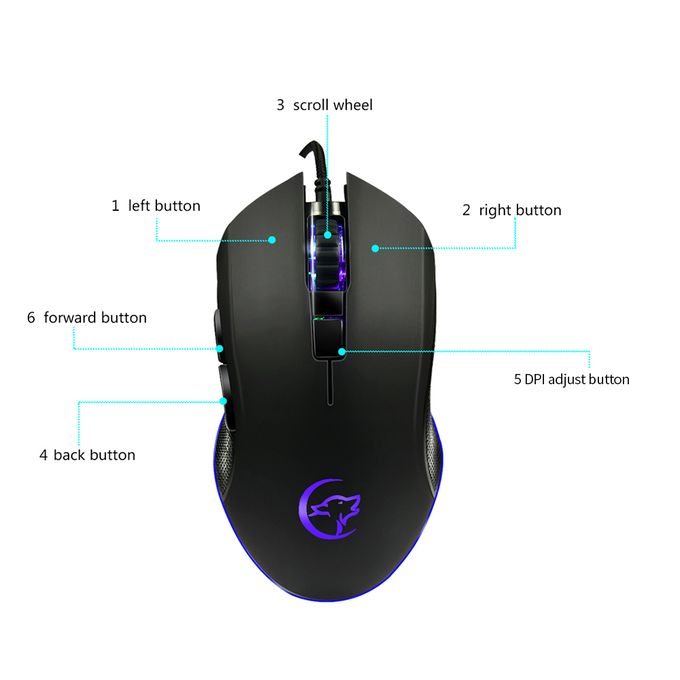 3 scroll wheel
1 left button
2 right button
6 forward button
5 DPI adjust button
4 back button